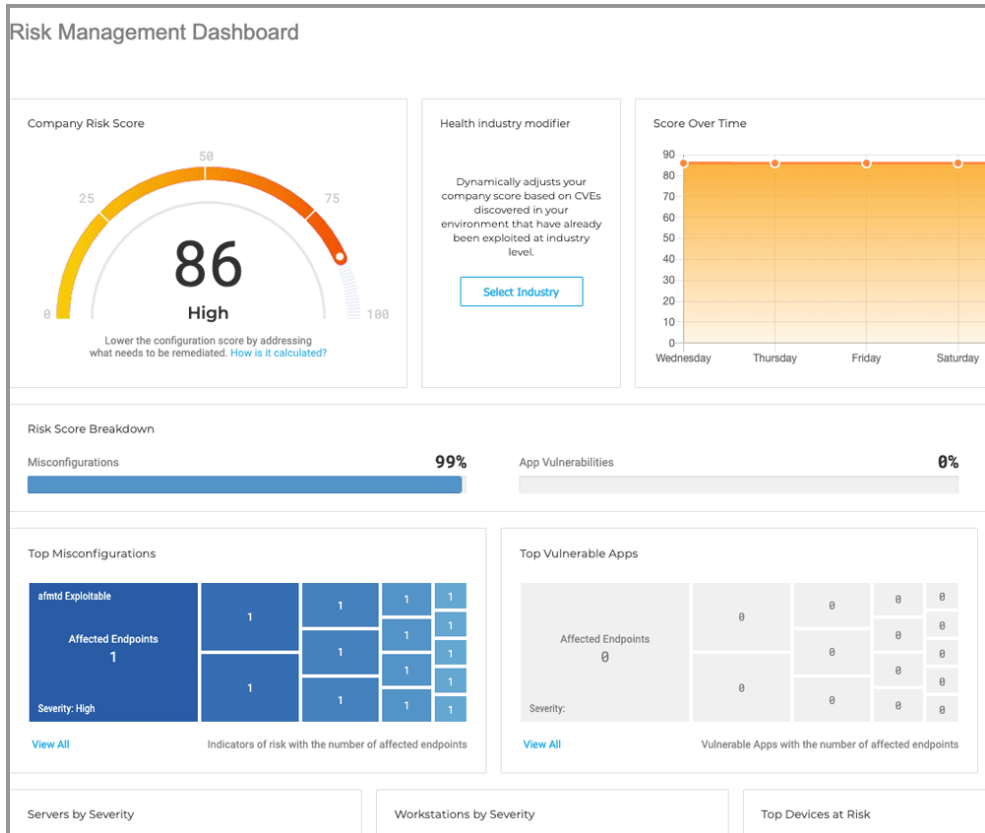 Risk Management Dashboard
Company Risk Score
50
25
75
86
0
High
100
Lower the configuration score by addressing
what needs to be remediated. How is it calculated?
Health industry modifier
Dynamically adjusts your
company score based on CVEs
discovered in your
environment that have already
been exploited at industry
level.
Select Industry
Score Over Time
90
80
70
60
50
40
30
20
10
0
Wednesday Thursday Friday Saturday
Risk Score Breakdown
Misconfigurations 99%
App Vulnerabilities 0%
Top Misconfigurations
afmtd Exploitable
Affected Endpoints
1
Severity: High
1
1
1
1
1
1
1
1
1
1
1
1
1
1
View All
Indicators of risk with the number of affected endpoints
Top Vulnerable Apps
Affected Endpoints
0
Severity:
0
0
0
0
0
0
0
0
0
0
0
0
0
0
View All
Vulnerable Apps with the number of affected endpoints
Servers by Severity
Workstations by Severity
Top Devices at Risk